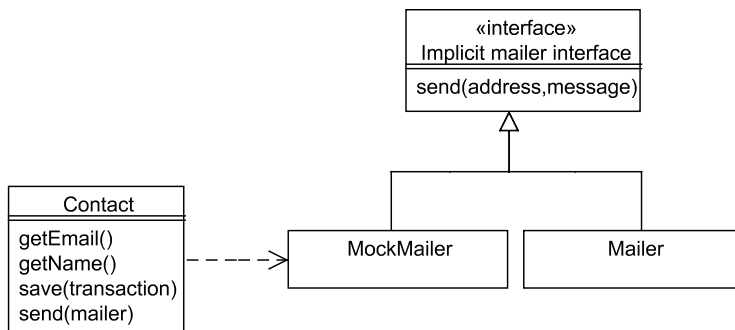 «interface»
Implicit mailer interface
send(address,message)
Contact
getEmail()
getName()
save(transaction)
send(mailer)
MockMailer
Mailer